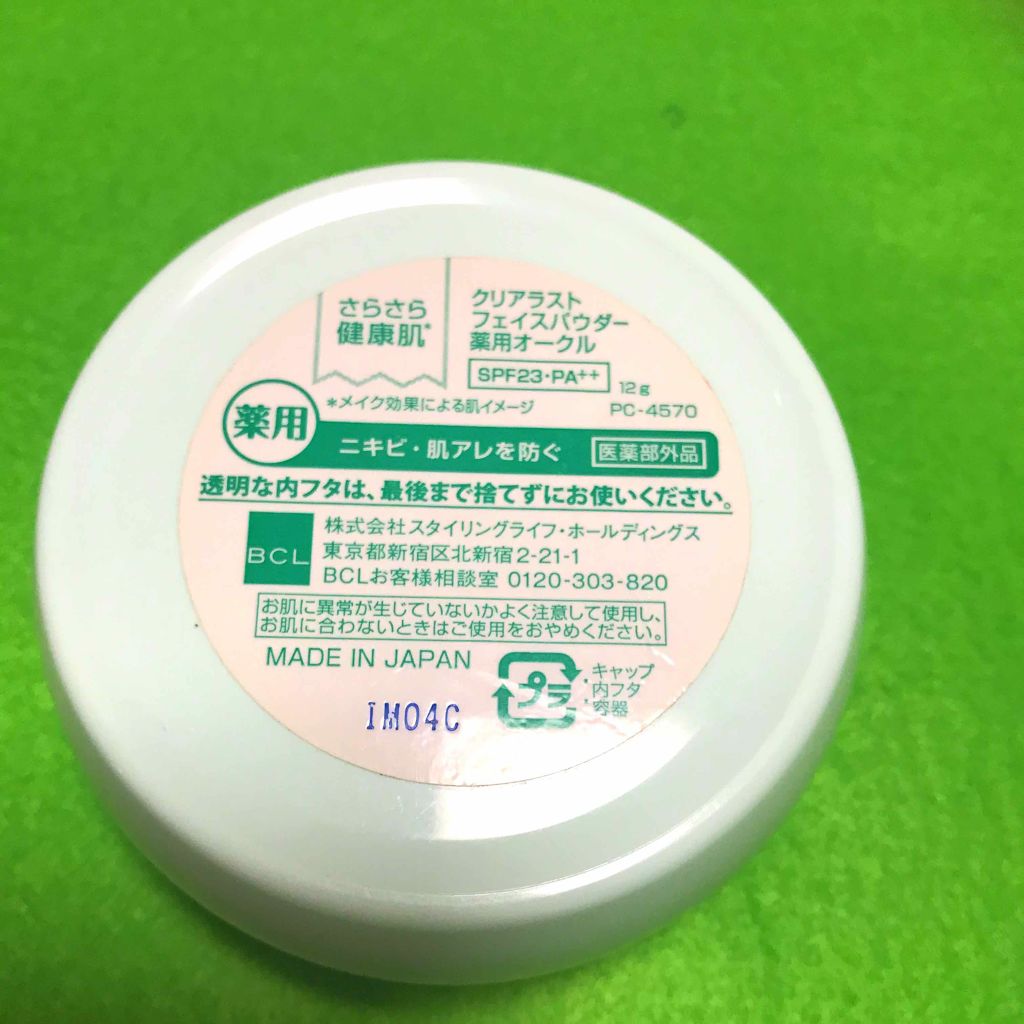 さらさら
健康肌*
クリアラスト
フェイスパウダー
薬用オークル
SPF23・PA++
12g
*メイク効果による肌イメージ
PC-4570
薬用
ニキビ・肌アレを防ぐ
医薬部外品
透明な内フタは、最後まで捨てずにお使いください。
BCL
株式会社スタイリングライフ・ホールディングス
東京都新宿区北新宿2-21-1
BCLお客様相談室 0120-303-820
お肌に異常が生じていないかよく注意して使用し、
お肌に合わないときはご使用をおやめください。
MADE IN JAPAN
プラ
・キャップ
・内フタ
・容器
IM04C